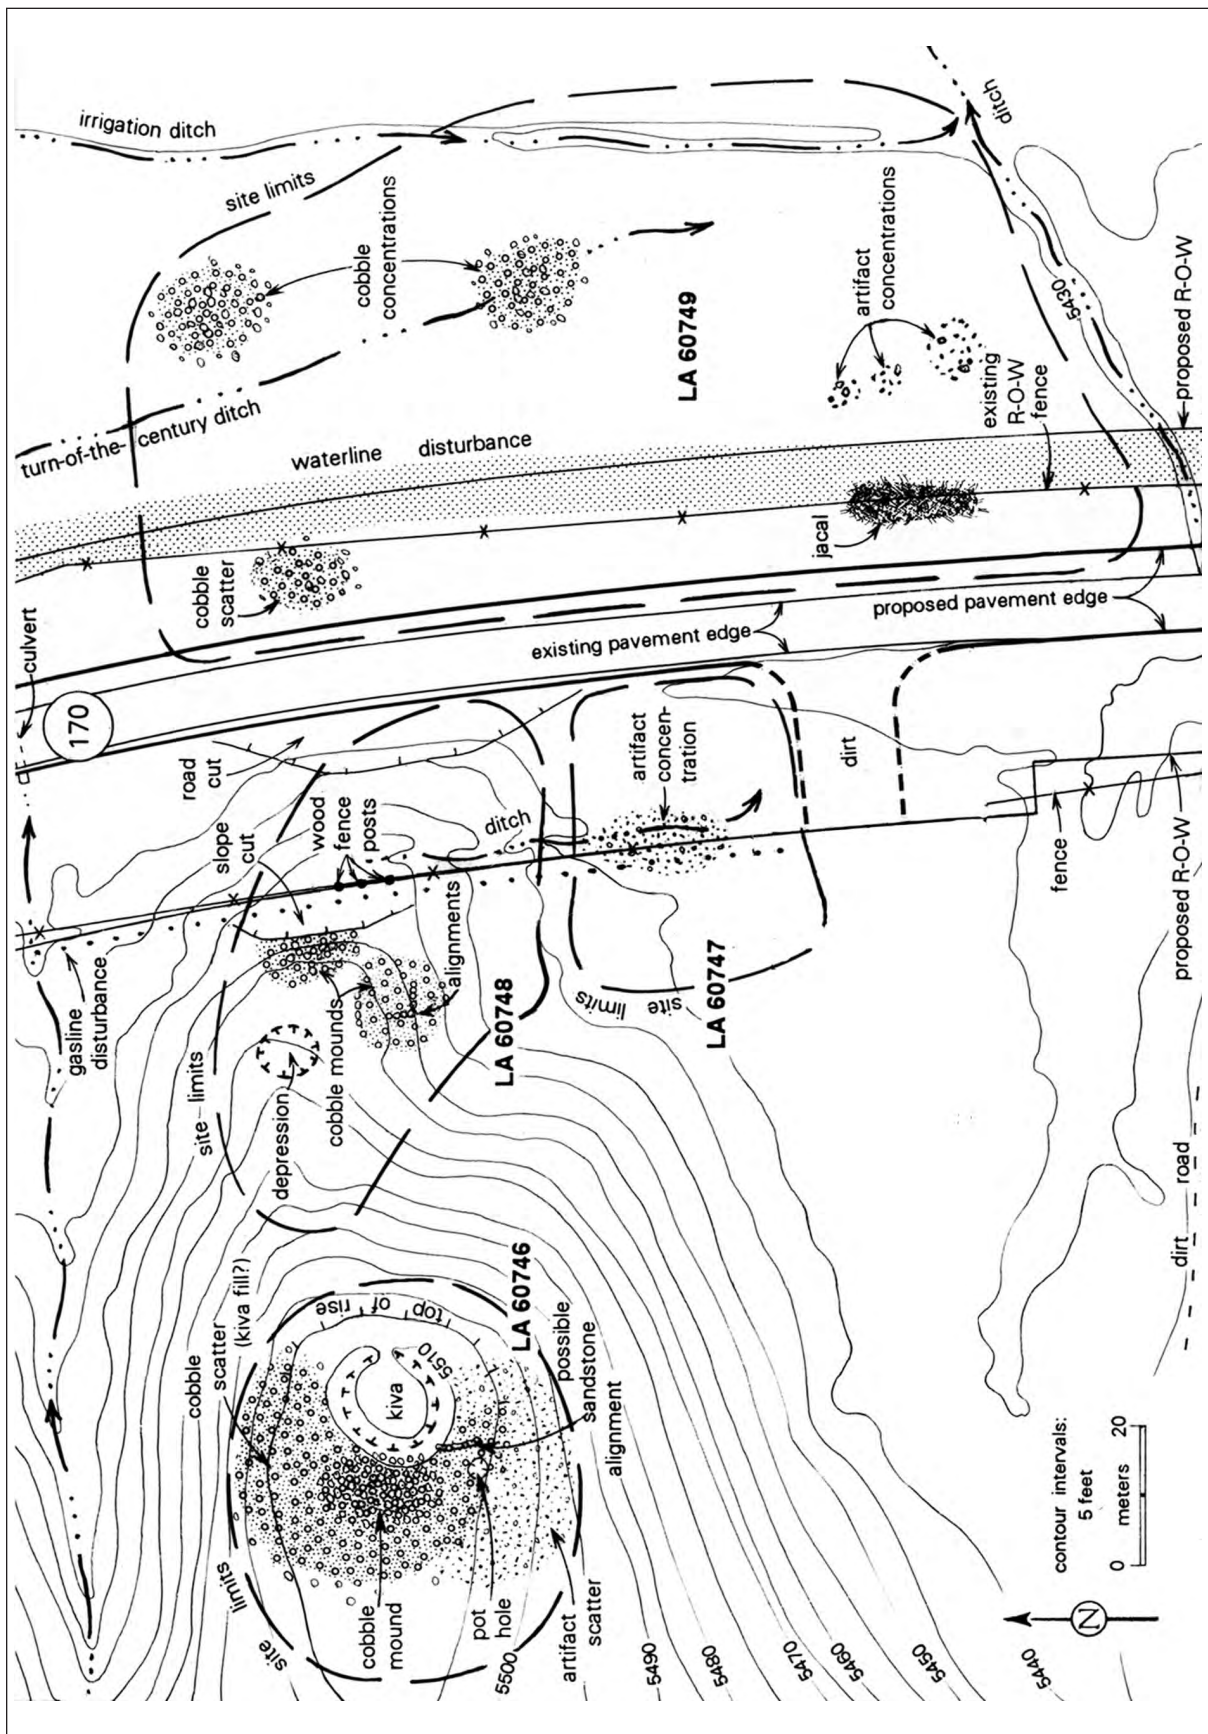 irrigation ditch
site limits
cobble
concentrations
turn-of-the-century ditch
waterline disturbance
LA 60749
artifact
concentrations
ditch
5430
existing
R-O-W
fence
proposed R-O-W
jacal
cobble
scatter
culvert
170
existing pavement edge
proposed pavement edge
road
cut
slope
cut
wood
fence
posts
ditch
artifact
concen-
tration
dirt
fence
proposed R-O-W
gasline
disturbance
site limits
depression
cobble mounds
alignments
LA 60748
site
limits
LA 60747
dirt road
cobble
scatter
(kiva fill?)
top of rise
LA 60746
5510
kiva
possible
sandstone
alignment
site limits
cobble
mound
pot
hole
artifact
scatter
5500
5490
5480
5470
5460
5450
5440
contour intervals:
5 feet
0 meters 20
N